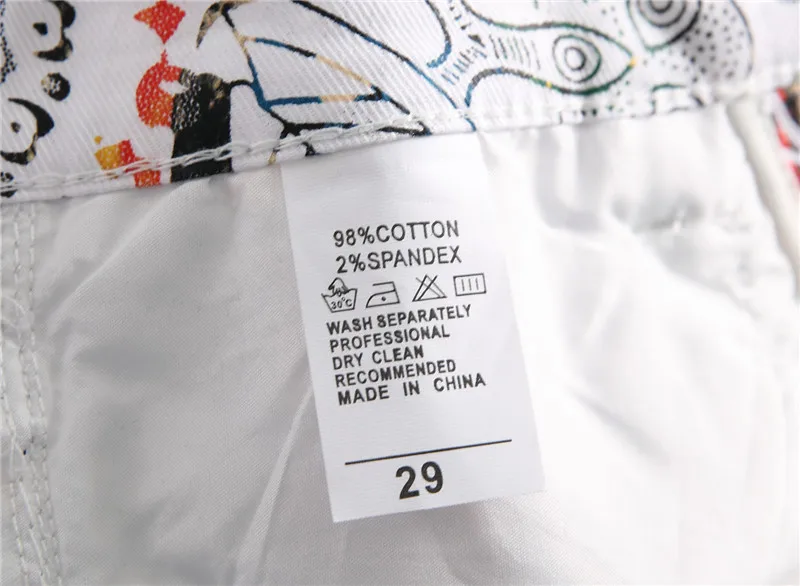 98%COTTON
2%SPANDEX
30°C
WASH SEPARATELY
PROFESSIONAL
DRY CLEAN
RECOMMENDED
MADE IN CHINA
29